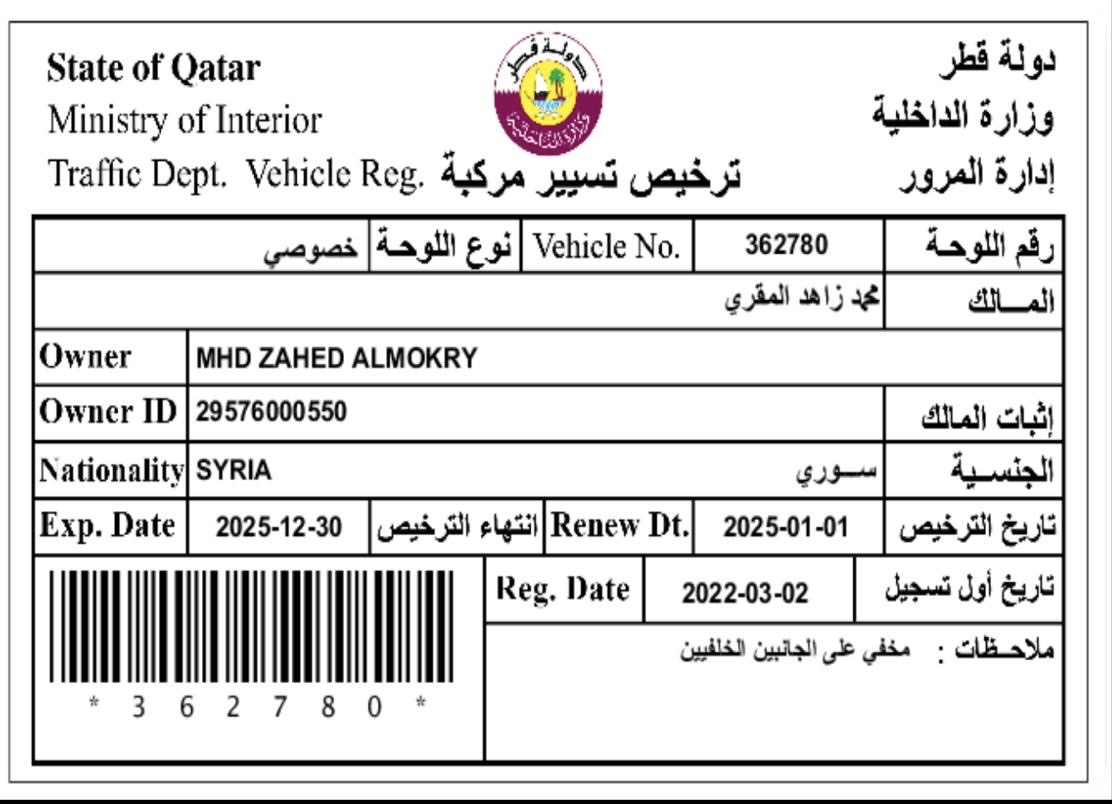 State of Qatar
دولة قطر
Ministry of Interior
وزارة الداخلية
Traffic Dept. Vehicle Reg. ترخيص تسيير مركبة
إدارة المرور
دولة قطر
وزارة الداخلية
رقم اللوحة 362780 Vehicle No. نوع اللوحة خصوصي
المــالك محمد زاهد المقري
Owner MHD ZAHED ALMOKRY
Owner ID 29576000550 إثبات المالك
Nationality SYRIA ســوري الجنسـية
Exp. Date 2025-12-30 انتهاء الترخيص Renew Dt. 2025-01-01 تاريخ الترخيص
Reg. Date 2022-03-02 تاريخ أول تسجيل
ملاحـظات : مخفي على الجانبين الخلفيين
* 3 6 2 7 8 0 *